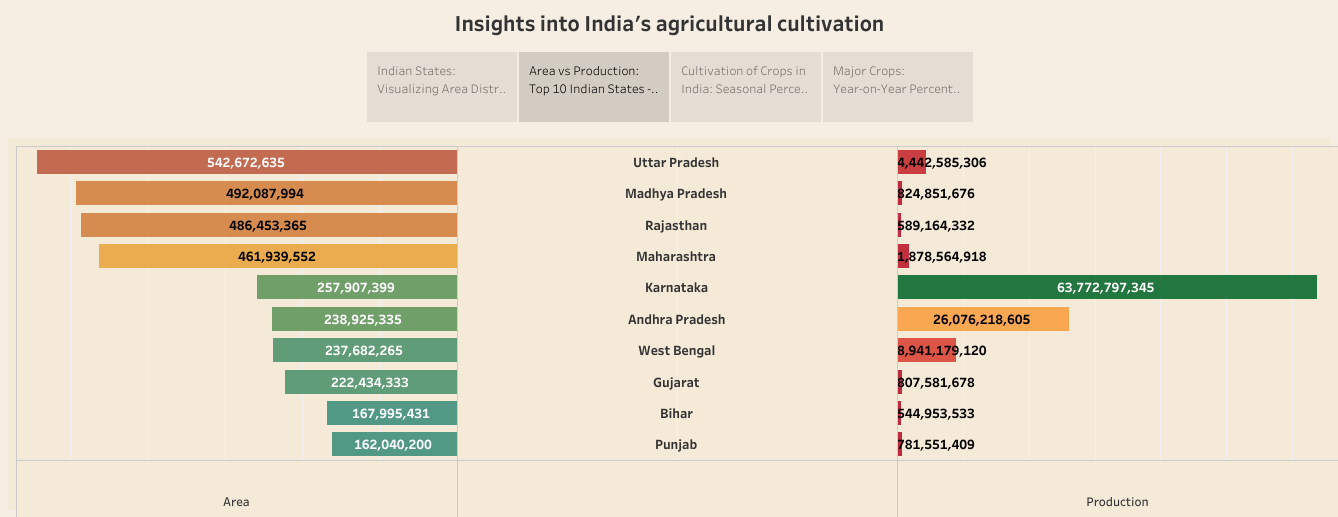 Insights into India's agricultural cultivation
Indian States:
Visualizing Area Distr..
Area vs Production:
Top 10 Indian States -..
Cultivation of Crops in
India: Seasonal Perce..
Major Crops:
Year-on-Year Percent..
542,672,635 Uttar Pradesh 4,442,585,306
492,087,994 Madhya Pradesh 824,851,676
486,453,365 Rajasthan 589,164,332
461,939,552 Maharashtra 1,878,564,918
257,907,399 Karnataka 63,772,797,345
238,925,335 Andhra Pradesh 26,076,218,605
237,682,265 West Bengal 8,941,179,120
222,434,333 Gujarat 807,581,678
167,995,431 Bihar 544,953,533
162,040,200 Punjab 781,551,409
Area Production